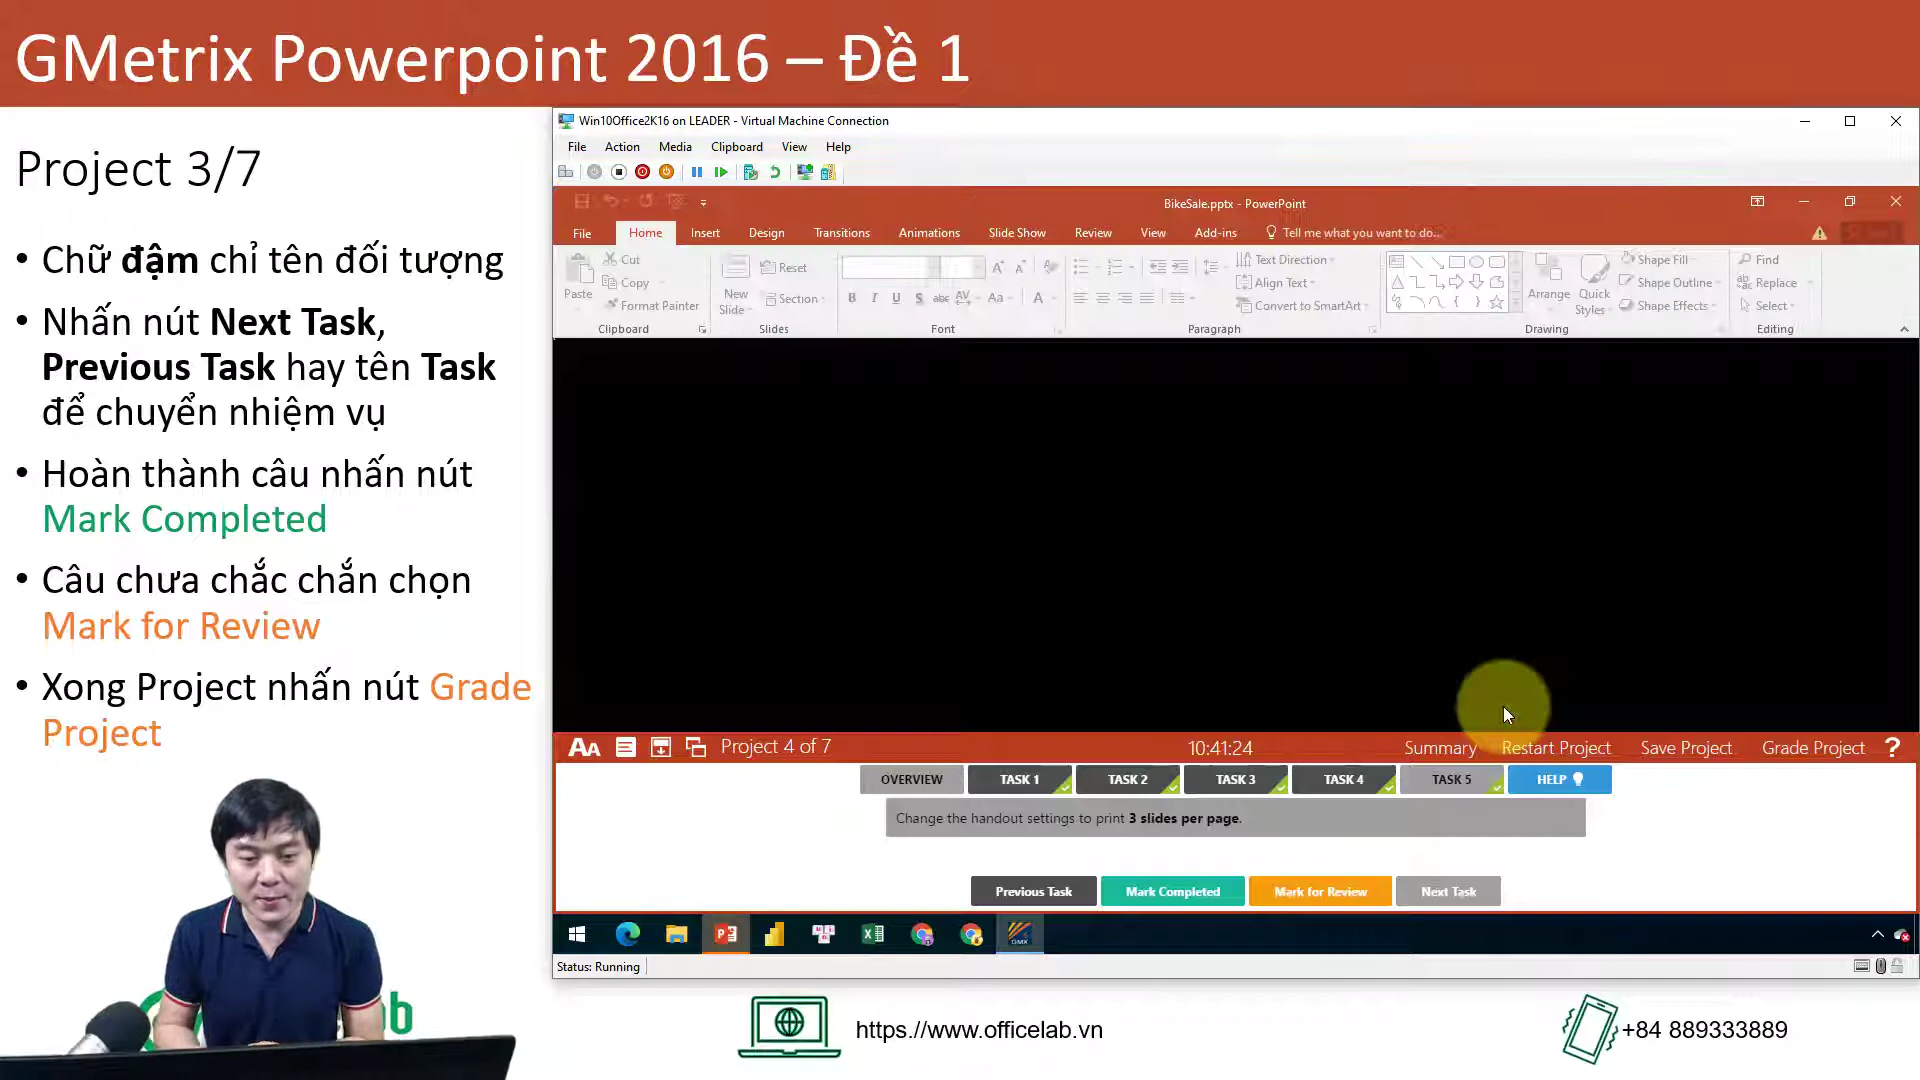 GMetrix Powerpoint 2016 – Đề 1
Project 3/7
• Chữ đậm chỉ tên đối tượng
• Nhấn nút Next Task,
Previous Task hay tên Task
để chuyển nhiệm vụ
• Hoàn thành câu nhấn nút
Mark Completed
• Câu chưa chắc chắn chọn
Mark for Review
• Xong Project nhấn nút Grade
Project
Win10Office2K16 on LEADER - Virtual Machine Connection
File Action Media Clipboard View Help
BikeSale.pptx - PowerPoint
File Home Insert Design Transitions Animations Slide Show Review View Add-ins Tell me what you want to do...
Paste Cut Copy Format Painter
Clipboard
New Slide Reset Section
Slides
B I U S abc AV Aa A
Font
Text Direction
Align Text
Convert to SmartArt
Paragraph
Arrange Quick Styles
Shape Fill
Shape Outline
Shape Effects
Drawing
Find
Replace
Select
Editing
AA Project 4 of 7 10:41:24 Summary Restart Project Save Project Grade Project ?
OVERVIEW TASK 1 TASK 2 TASK 3 TASK 4 TASK 5 HELP
Change the handout settings to print 3 slides per page.
Previous Task Mark Completed Mark for Review Next Task
Status: Running
https://www.officelab.vn
+84 889333889